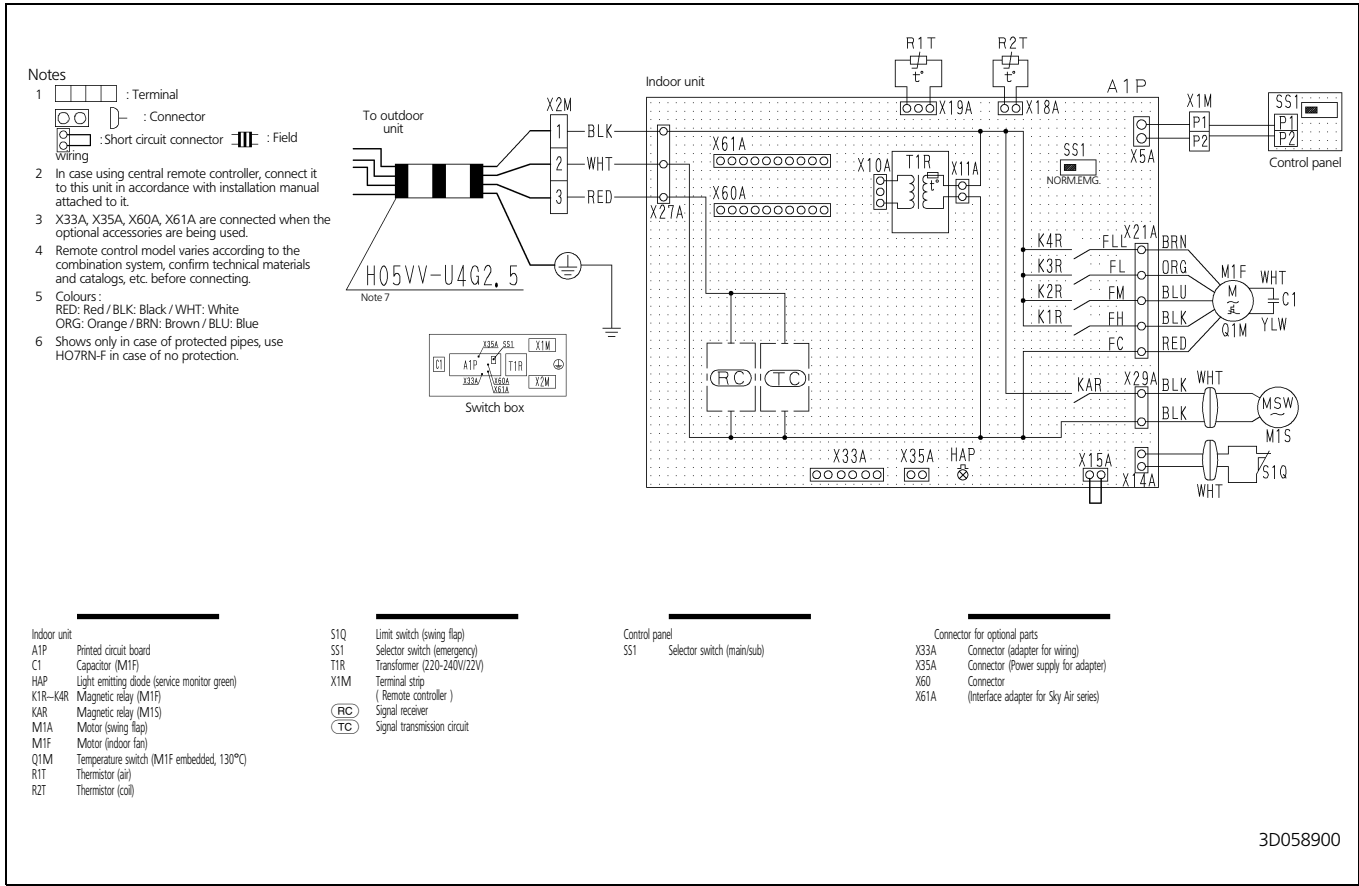 Notes
1 : Terminal
: Connector
: Short circuit connector : Field
wiring
2 In case using central remote controller, connect it
to this unit in accordance with installation manual
attached to it.
3 X33A, X35A, X60A, X61A are connected when the
optional accessories are being used.
4 Remote control model varies according to the
combination system, confirm technical materials
and catalogs, etc. before connecting.
5 Colours :
RED: Red / BLK: Black / WHT: White
ORG: Orange / BRN: Brown / BLU: Blue
6 Shows only in case of protected pipes, use
HO7RN-F in case of no protection.
To outdoor
unit
X2M
1 BLK
2 WHT
3 RED
H05VV-U4G2.5
Note 7
X35A SS1 X1M
C1 A1P T1R
X33A X60A X2M
X61A
Switch box
Indoor unit
R1T
t°
X19A
R2T
t°
X18A
A1P
X27A
X61A
X60A
X10A T1R X11A
t°
SS1
NORM.EMG.
X5A
X1M
P1
P2
SS1
P1
P2
Control panel
X21A
K4R FLL BRN
K3R FL ORG
K2R FM BLU
K1R FH BLK
FC RED
M1F
M
~
Q1M
WHT
C1
YLW
RC
TC
KAR X29A BLK WHT
BLK
MSW
~
M1S
X33A
X35A
HAP
X15A
X14A
WHT
S1Q
Indoor unit
A1P Printed circuit board
C1 Capacitor (M1F)
HAP Light emitting diode (service monitor green)
K1R~K4R Magnetic relay (M1F)
KAR Magnetic relay (M1S)
M1A Motor (swing flap)
M1F Motor (indoor fan)
Q1M Temperature switch (M1F embedded, 130°C)
R1T Thermistor (air)
R2T Thermistor (coil)
S1Q Limit switch (swing flap)
SS1 Selector switch (emergency)
T1R Transformer (220-240V/22V)
X1M Terminal strip
( Remote controller )
RC Signal receiver
TC Signal transmission circuit
Control panel
SS1 Selector switch (main/sub)
Connector for optional parts
X33A Connector (adapter for wiring)
X35A Connector (Power supply for adapter)
X60 Connector
X61A (Interface adapter for Sky Air series)
3D058900